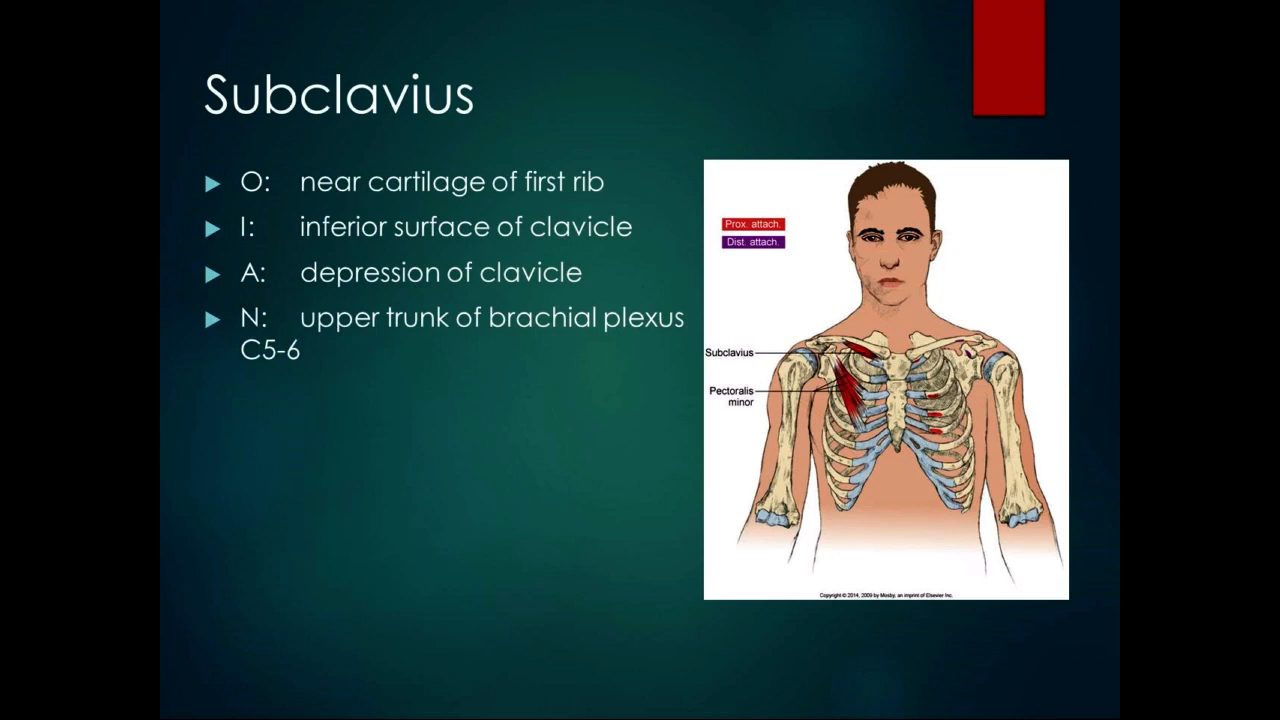 Subclavius
O: near cartilage of first rib
I: inferior surface of clavicle
A: depression of clavicle
N: upper trunk of brachial plexus
C5-6
Prox. attach.
Dist. attach.
Subclavius
Pectoralis
minor
Copyright © 2014, 2009 by Mosby, an imprint of Elsevier Inc.